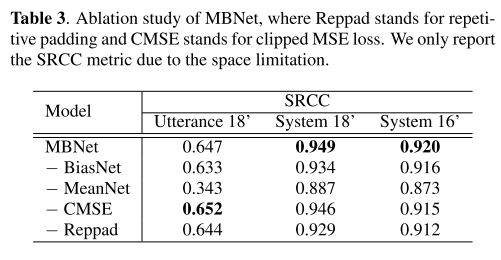 Table 3. Ablation study of MBNet, where Reppad stands for repeti-
tive padding and CMSE stands for clipped MSE loss. We only report
the SRCC metric due to the space limitation.
Model SRCC
Utterance 18’ System 18’ System 16’
MBNet 0.647 0.949 0.920
− BiasNet 0.633 0.934 0.916
− MeanNet 0.343 0.887 0.873
− CMSE 0.652 0.946 0.915
− Reppad 0.644 0.929 0.912